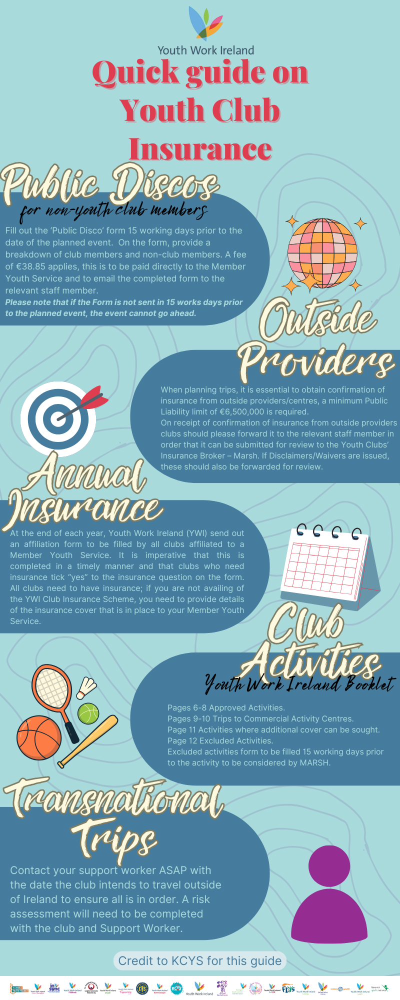 Youth Work Ireland
Quick guide on
Youth Club
Insurance
Public Discos
for non-youth club members
Fill out the ‘Public Disco’ form 15 working days prior to the
date of the planned event.  On the form, provide a
breakdown of club members and non-club members. A fee
of €38.85 applies, this is to be paid directly to the Member
Youth Service and to email the completed form to the
relevant staff member.
Please note that if the Form is not sent in 15 works days prior
to the planned event, the event cannot go ahead.
Outside
Providers
When planning trips, it is essential to obtain confirmation of
insurance from outside providers/centres, a minimum Public
Liability limit of €6,500,000 is required.
On receipt of confirmation of insurance from outside providers
clubs should please forward it to the relevant staff member in
order that it can be submitted for review to the Youth Clubs’
Insurance Broker – Marsh. If Disclaimers/Waivers are issued,
these should also be forwarded for review.
Annual
Insurance
At the end of each year, Youth Work Ireland (YWI) send out
an affiliation form to be filled by all clubs affiliated to a
Member Youth Service. It is imperative that this is
completed in a timely manner and that clubs who need
insurance tick “yes” to the insurance question on the form.
All clubs need to have insurance; if you are not availing of
the YWI Club Insurance Scheme, you need to provide details
of the insurance cover that is in place to your Member Youth
Service.
Club
Activities
Youth Work Ireland Booklet
Pages 6-8 Approved Activities.
Pages 9-10 Trips to Commercial Activity Centres.
Page 11 Activities where additional cover can be sought.
Page 12 Excluded Activities.
Excluded activities form to be filled 15 working days prior
to the activity to be considered by MARSH.
Transnational
Trips
Contact your support worker ASAP with
the date the club intends to travel outside
of Ireland to ensure all is in order. A risk
assessment will need to be completed
with the club and Support Worker.
Credit to KCYS for this guide
in sync
CYS
KCYS
Youth Work Ireland
FDYS